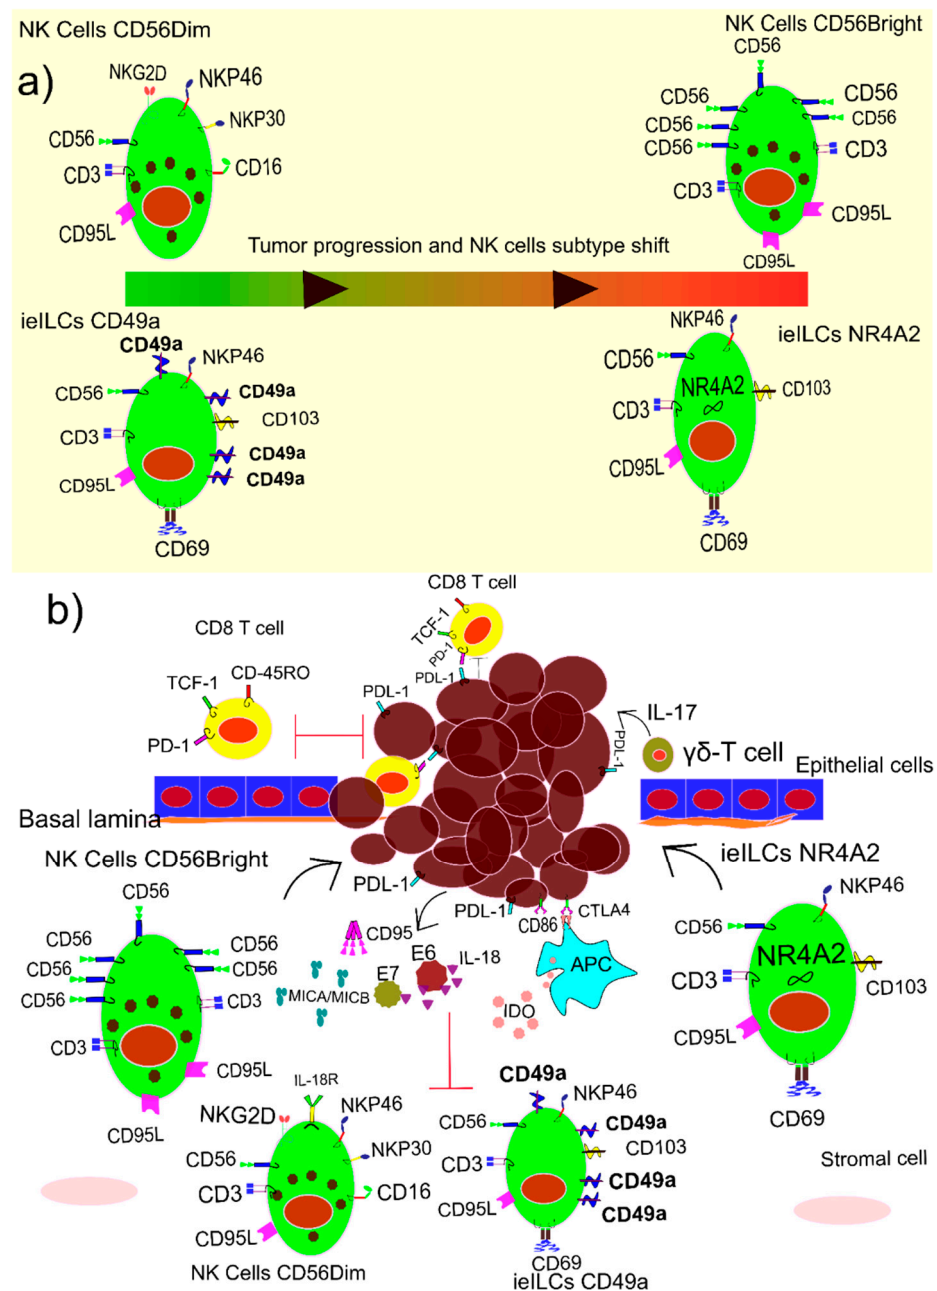 NK Cells CD56Dim
NK Cells CD56Bright
a)
NKG2D
NKP46
NKP30
CD56
CD3
CD16
CD95L
CD56
CD56
CD56
CD56
CD56
CD56
CD3
CD3
CD95L
CD95L
Tumor progression and NK cells subtype shift
ieILCs CD49a
CD49a
NKP46
CD56
CD49a
CD103
CD3
CD49a
CD95L
CD49a
CD69
NKP46
ieILCs NR4A2
CD56
NR4A2
CD103
CD3
CD95L
CD69
b)
CD8 T cell
CD8 T cell
TCF-1
CD-45RO
PD-1
TCF-1
PD-1
PDL-1
PDL-1
IL-17
PDL-1
γδ-T cell
Epithelial cells
Basal lamina
NK Cells CD56Bright
ieILCs NR4A2
CD56
CD56
CD56
CD56
CD56
CD56
CD3
CD3
CD95L
CD95L
PDL-1
PDL-1
CD86
CTLA4
APC
CD95
E6
IL-18
E7
MICA/MICB
IDO
NKP46
CD56
NR4A2
CD3
CD103
CD95L
CD69
IL-18R
NKG2D
NKP46
CD56
NKP30
CD3
CD16
CD95L
NK Cells CD56Dim
CD49a
NKP46
CD56
CD49a
CD103
CD3
CD49a
CD95L
CD49a
CD69
ieILCs CD49a
Stromal cell